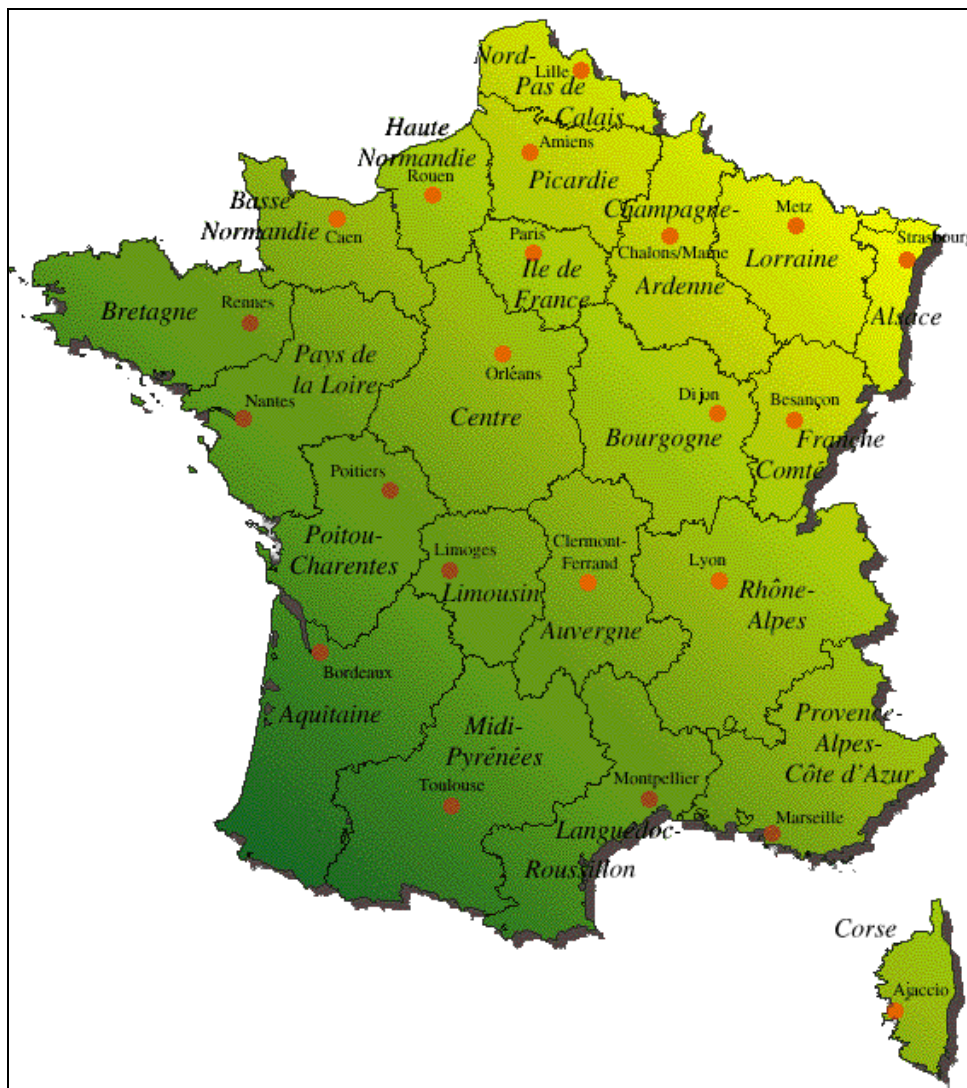 Nord-
Lille
Pas de
Calais
Haute
Normandie
Amiens
Rouen
Picardie
Basse
Normandie
Caen
Champagne-
Chalons/Marne
Ardenne
Metz
Lorraine
Strasbourg
Alsace
Paris
Ile de
France
Bretagne
Rennes
Pays de
la Loire
Nantes
Orléans
Centre
Dijon
Bourgogne
Besançon
Franche
Comté
Poitiers
Poitou-
Charentes
Limoges
Limousin
Clermont-
Ferrand
Auvergne
Lyon
Rhône-
Alpes
Bordeaux
Aquitaine
Midi-
Pyrénées
Toulouse
Montpellier
Languedoc-
Roussillon
Provence-
Alpes-
Côte d'Azur
Marseille
Corse
Ajaccio